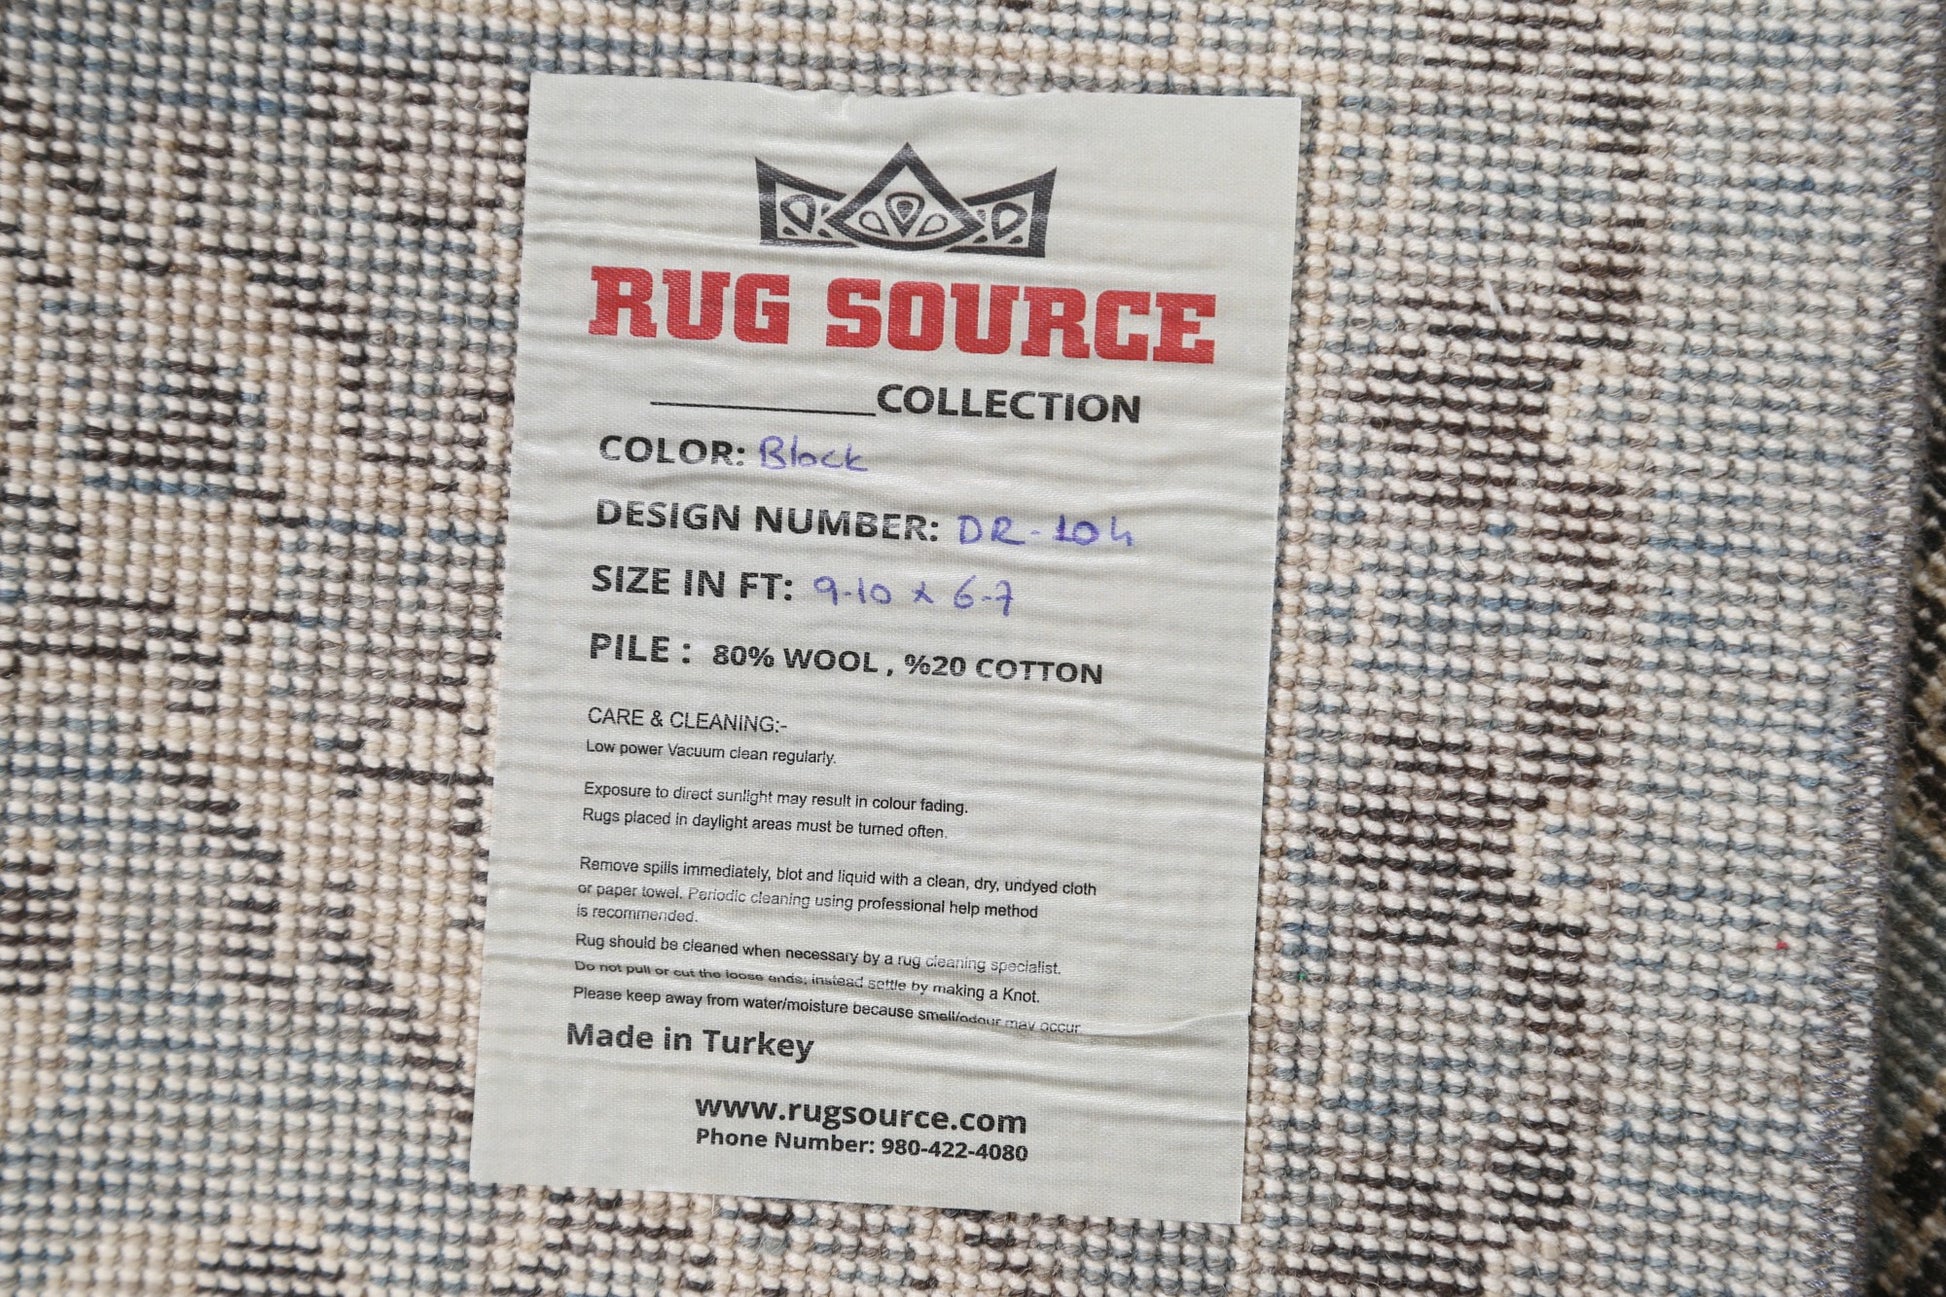 RUG SOURCE
__________COLLECTION
COLOR: Black
DESIGN NUMBER: DR-104
SIZE IN FT: 9-10 x 6-7
PILE : 80% WOOL , %20 COTTON
CARE & CLEANING:-
Low power Vacuum clean regularly.
Exposure to direct sunlight may result in colour fading.
Rugs placed in daylight areas must be turned often.
Remove spills immediately, blot and liquid with a clean, dry, undyed cloth
or paper towel. Periodic cleaning using professional help method
is recommended.
Rug should be cleaned when necessary by a rug cleaning specialist.
Do not pull or cut the loose ends; instead settle by making a Knot.
Please keep away from water/moisture because smell/odour may occur
Made in Turkey
www.rugsource.com
Phone Number: 980-422-4080